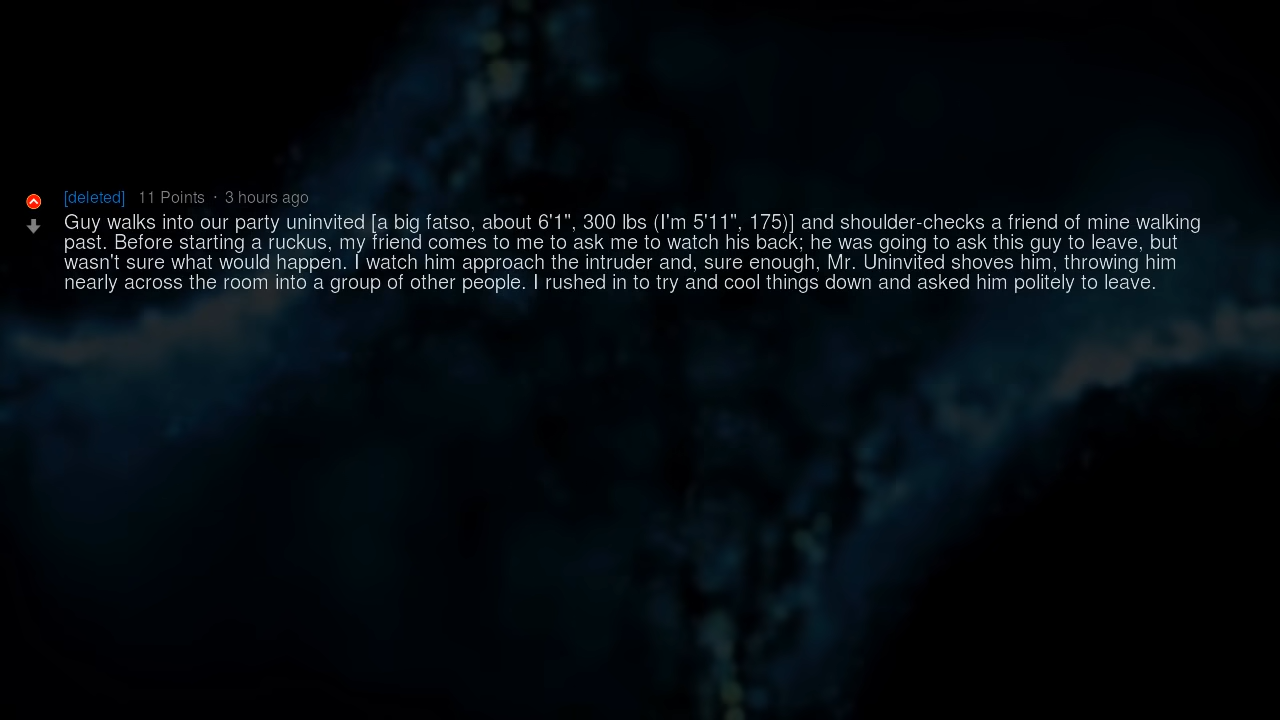 [deleted] 11 Points · 3 hours ago
Guy walks into our party uninvited [a big fatso, about 6'1", 300 lbs (I'm 5'11", 175)] and shoulder-checks a friend of mine walking
past. Before starting a ruckus, my friend comes to me to ask me to watch his back; he was going to ask this guy to leave, but
wasn't sure what would happen. I watch him approach the intruder and, sure enough, Mr. Uninvited shoves him, throwing him
nearly across the room into a group of other people. I rushed in to try and cool things down and asked him politely to leave.